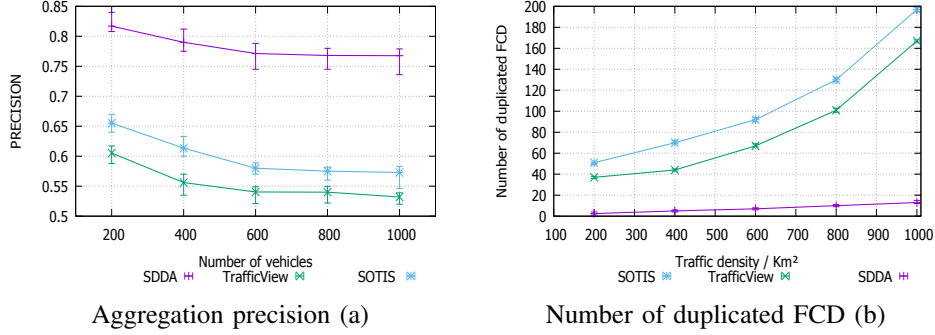 0.85
0.8
0.75
0.7
0.65
0.6
0.55
0.5
PRECISION
200 400 600 800 1000
Number of vehicles
SDDA TrafficView SOTIS
Aggregation precision (a)
200
180
160
140
120
100
80
60
40
20
0
Number of duplicated FCD
100 200 300 400 500 600 700 800 900 1000
Traffic density / Km²
SOTIS TrafficView SDDA
Number of duplicated FCD (b)